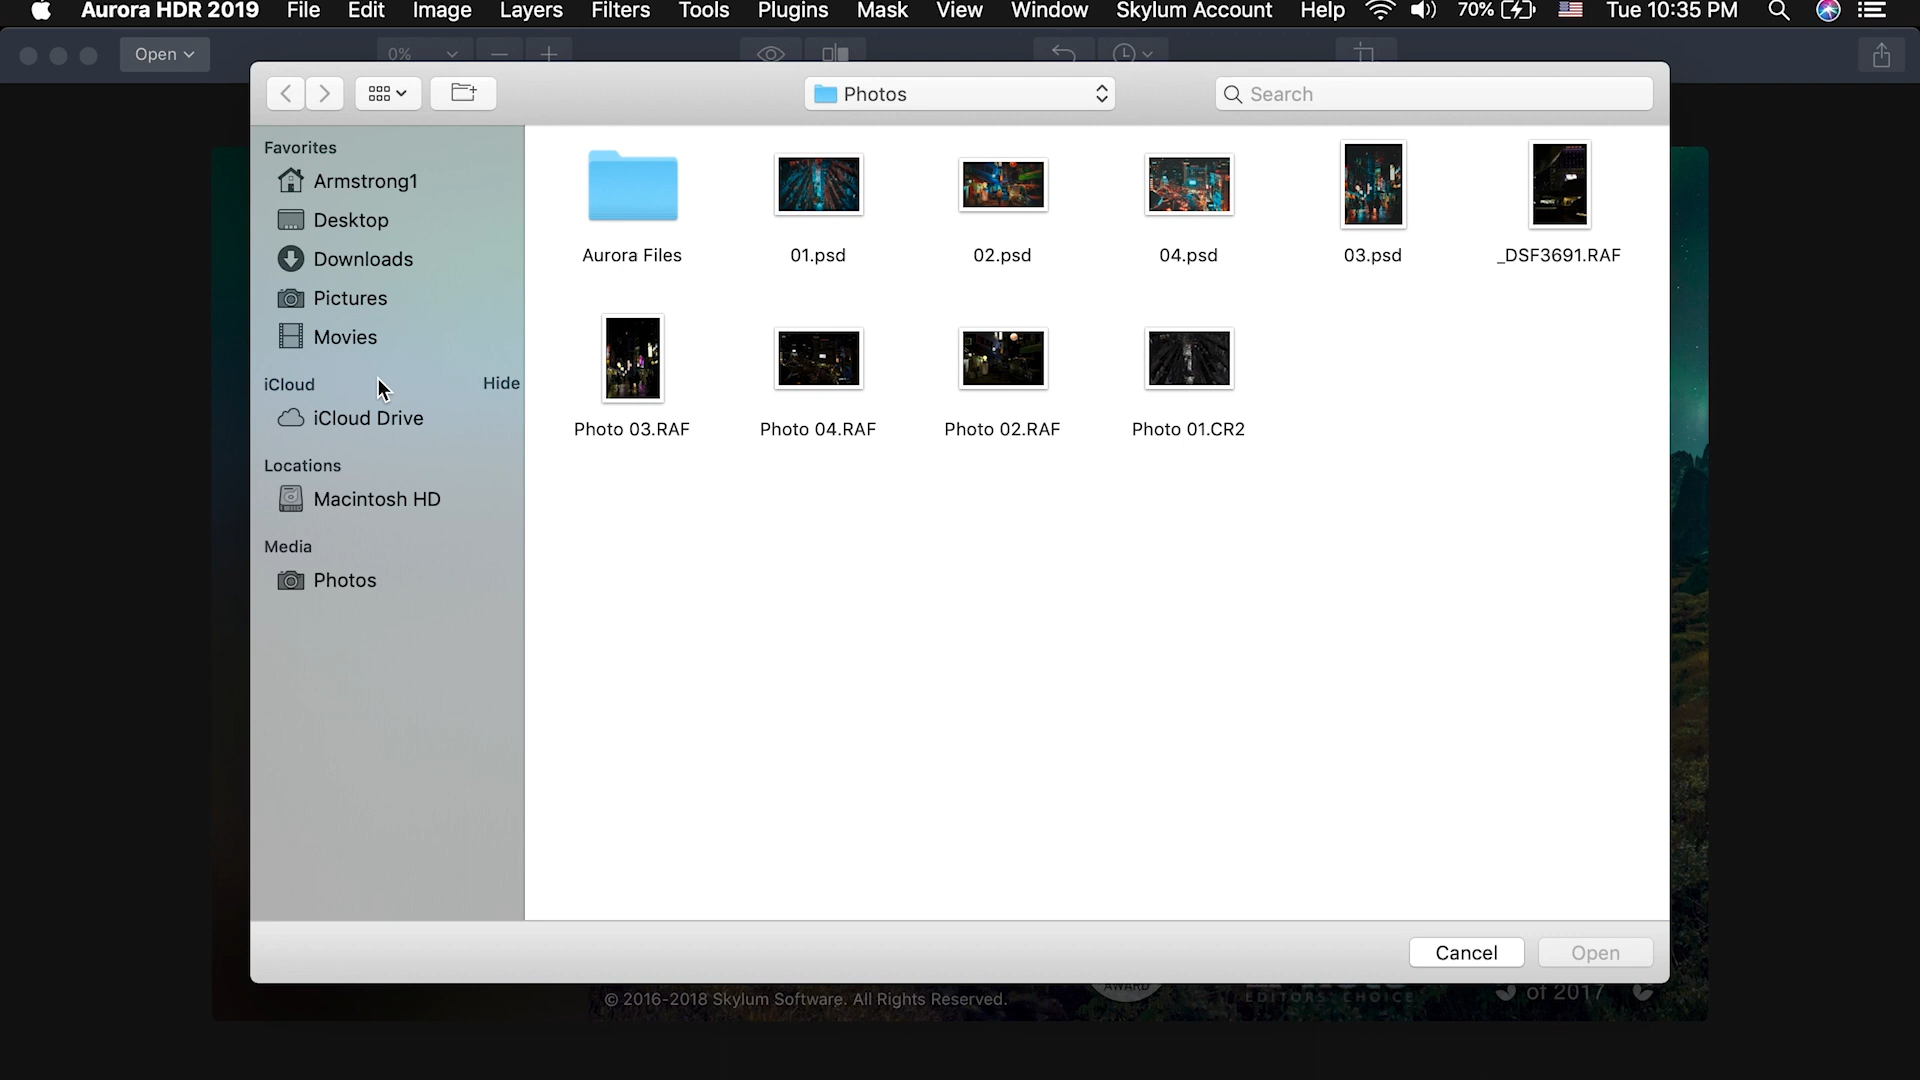 Aurora HDR 2019 File Edit Image Layers Filters Tools Plugins Mask View Window Skylum Account Help 70% Tue 10:35 PM
Open 0%
Photos Search
Favorites
Armstrong1
Desktop
Downloads
Pictures
Movies
iCloud Hide
iCloud Drive
Locations
Macintosh HD
Media
Photos
Aurora Files 01.psd 02.psd 04.psd 03.psd _DSF3691.RAF
Photo 03.RAF Photo 04.RAF Photo 02.RAF Photo 01.CR2
Cancel Open
© 2016-2018 Skylum Software. All Rights Reserved.
AWARD
EDITORS' CHOICE
of 2017